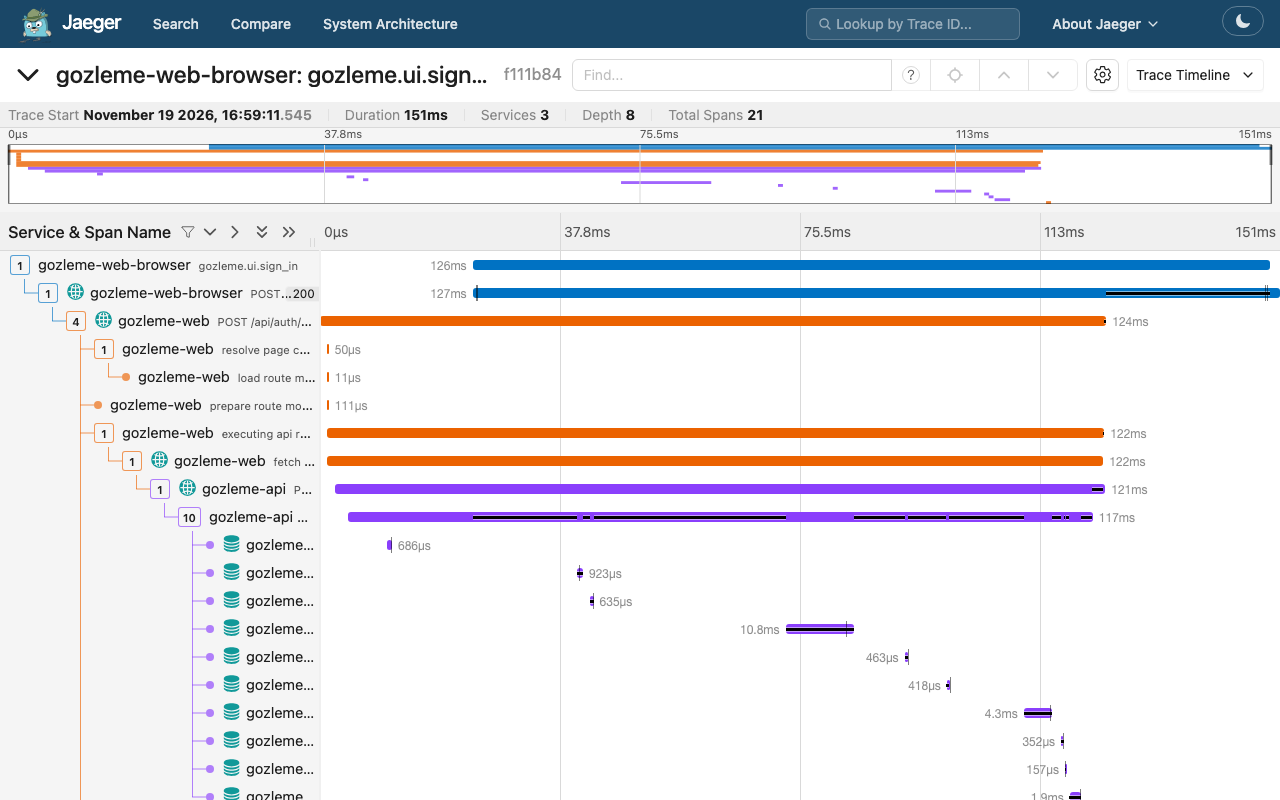 Jaeger Search Compare System Architecture Lookup by Trace ID... About Jaeger
gozleme-web-browser: gozleme.ui.sign... f111b84 Find... ? Trace Timeline
Trace Start November 19 2026, 16:59:11.545 Duration 151ms Services 3 Depth 8 Total Spans 21
0μs 37.8ms 75.5ms 113ms 151ms
Service & Span Name 0μs 37.8ms 75.5ms 113ms 151ms
1 gozleme-web-browser gozleme.ui.sign_in 126ms
1 gozleme-web-browser POST... 200 127ms
4 gozleme-web POST /api/auth/... 124ms
1 gozleme-web resolve page c... 50μs
gozleme-web load route m... 11μs
gozleme-web prepare route mo... 111μs
1 gozleme-web executing api r... 122ms
1 gozleme-web fetch ... 122ms
1 gozleme-api P... 121ms
10 gozleme-api ... 117ms
gozleme... 686μs
gozleme... 923μs
gozleme... 635μs
gozleme... 10.8ms
gozleme... 463μs
gozleme... 418μs
gozleme... 4.3ms
gozleme... 352μs
gozleme... 157μs
gozleme... 1.9ms